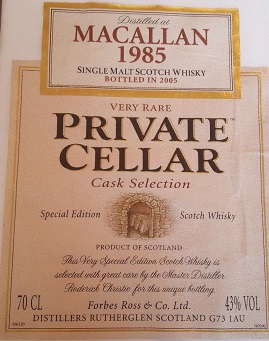 Distilled at
MACALLAN
1985
SINGLE MALT SCOTCH WHISKY
BOTTLED IN 2005
VERY RARE
PRIVATE™
CELLAR
Cask Selection
Special Edition Scotch Whisky
PRODUCT OF SCOTLAND
This Very Special Edition Scotch Whisky is
selected with great care by the Master Distiller
Roderick Christie for this unique bottling.
70 CL Forbes Ross & Co. Ltd. 43% VOL
DISTILLERS RUTHERGLEN SCOTLAND G73 1AU